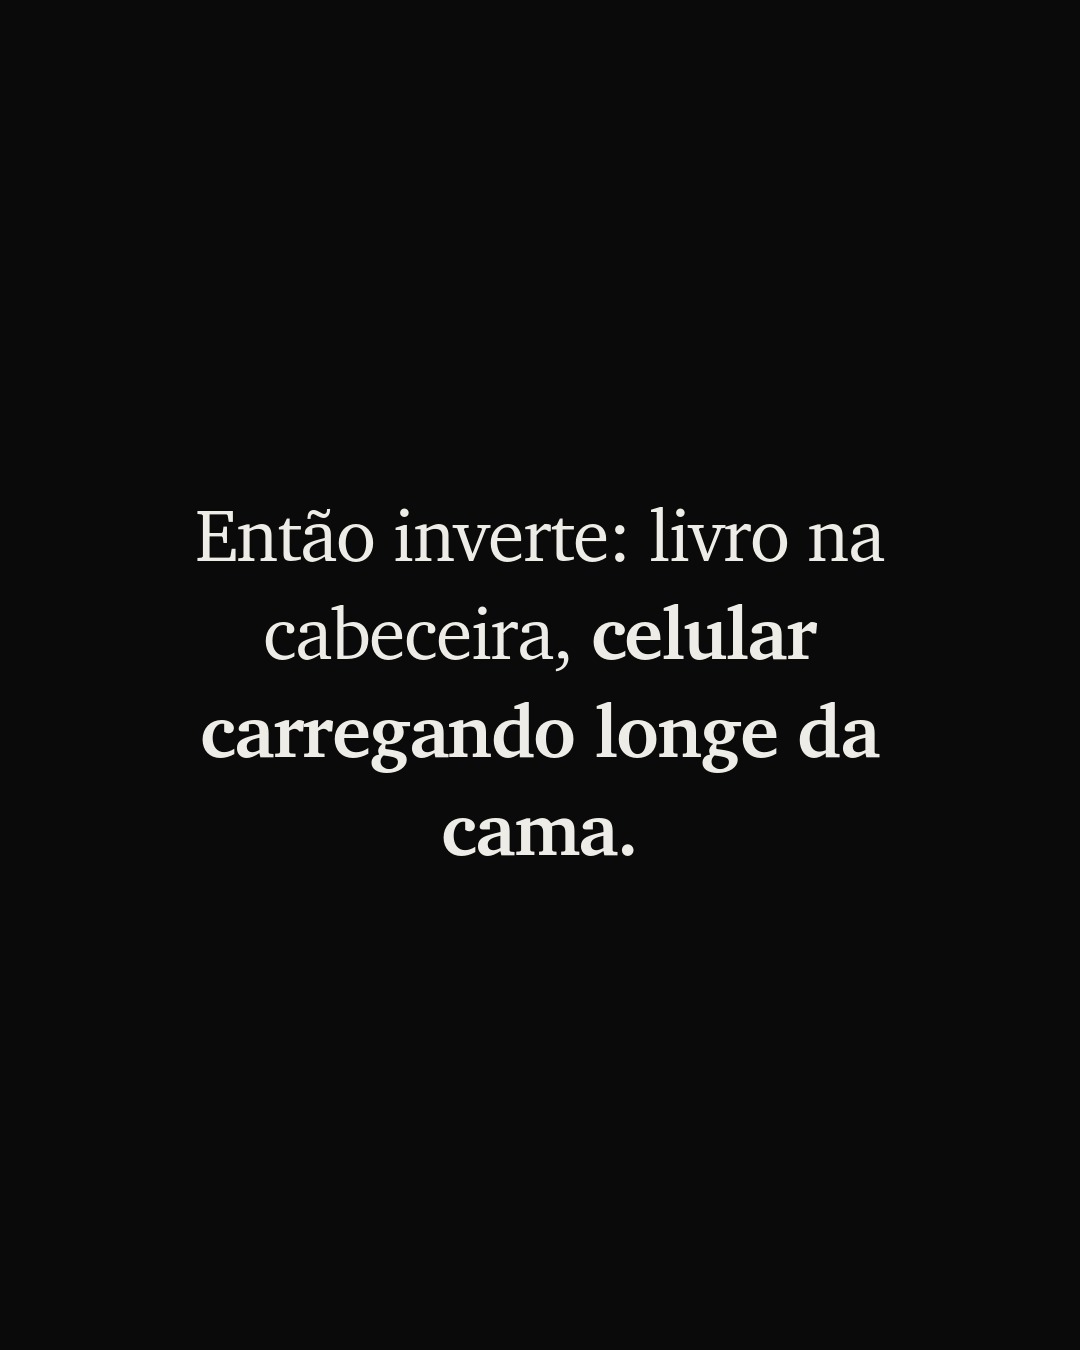 Então inverte: livro na
cabeceira, celular
carregando longe da
cama.